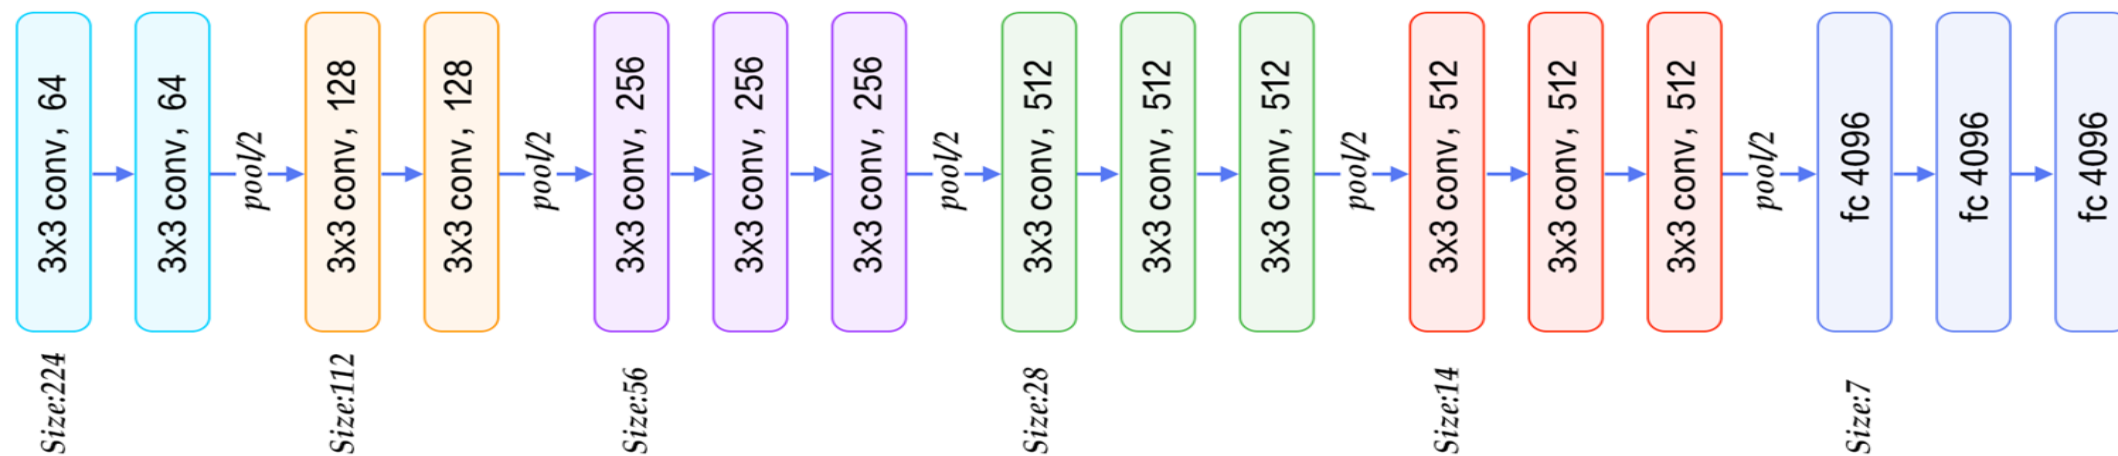 3x3 conv, 64
3x3 conv, 64
pool/2
3x3 conv, 128
3x3 conv, 128
pool/2
3x3 conv, 256
3x3 conv, 256
3x3 conv, 256
pool/2
3x3 conv, 512
3x3 conv, 512
3x3 conv, 512
pool/2
3x3 conv, 512
3x3 conv, 512
3x3 conv, 512
pool/2
fc 4096
fc 4096
fc 4096
Size:224
Size:112
Size:56
Size:28
Size:14
Size:7